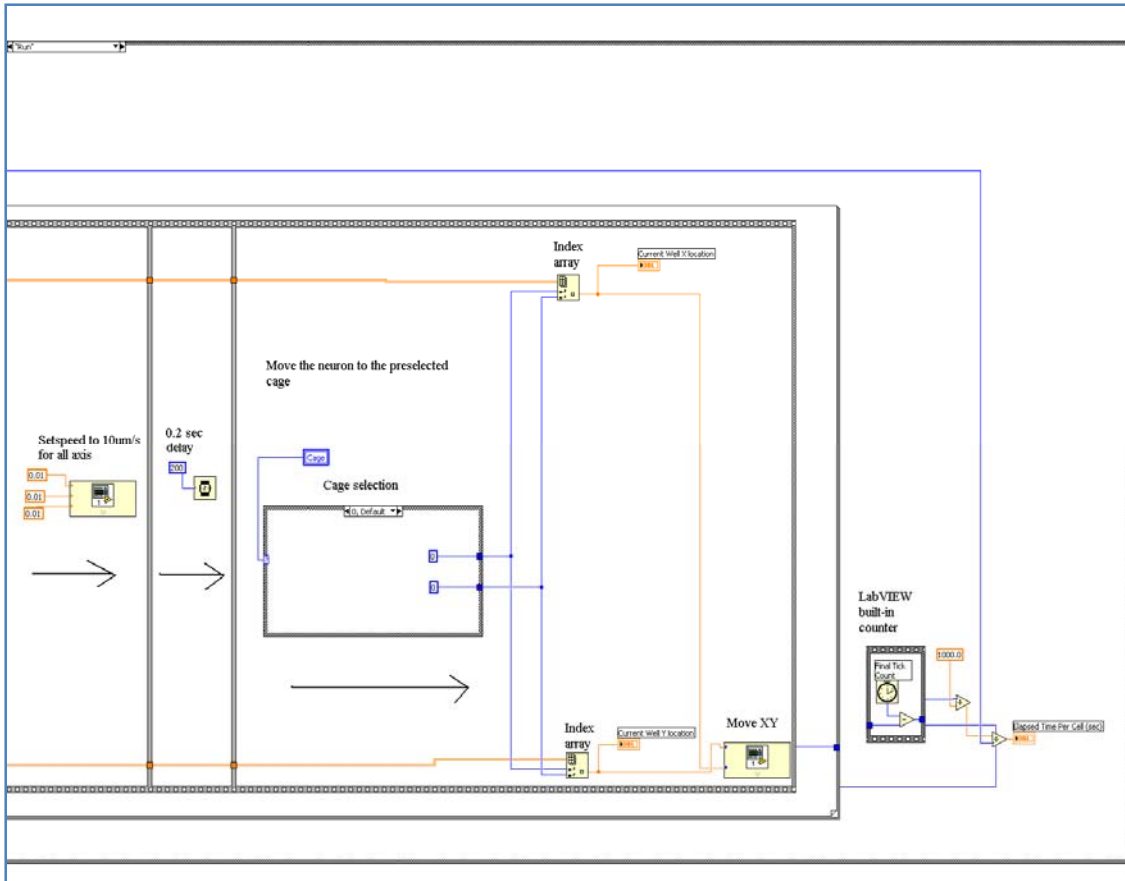 "Run"
Index
array
Current Well X location
Move the neuron to the preselected
cage
Setspeed to 10um/s
for all axis
0.2 sec
delay
200
0.01
0.01
0.01
Cage
Cage selection
0, Default
0
0
LabVIEW
built-in
counter
Final Tick
Count
1000.0
Elapsed Time Per Cell (sec)
Index
array
Current Well Y location
Move XY